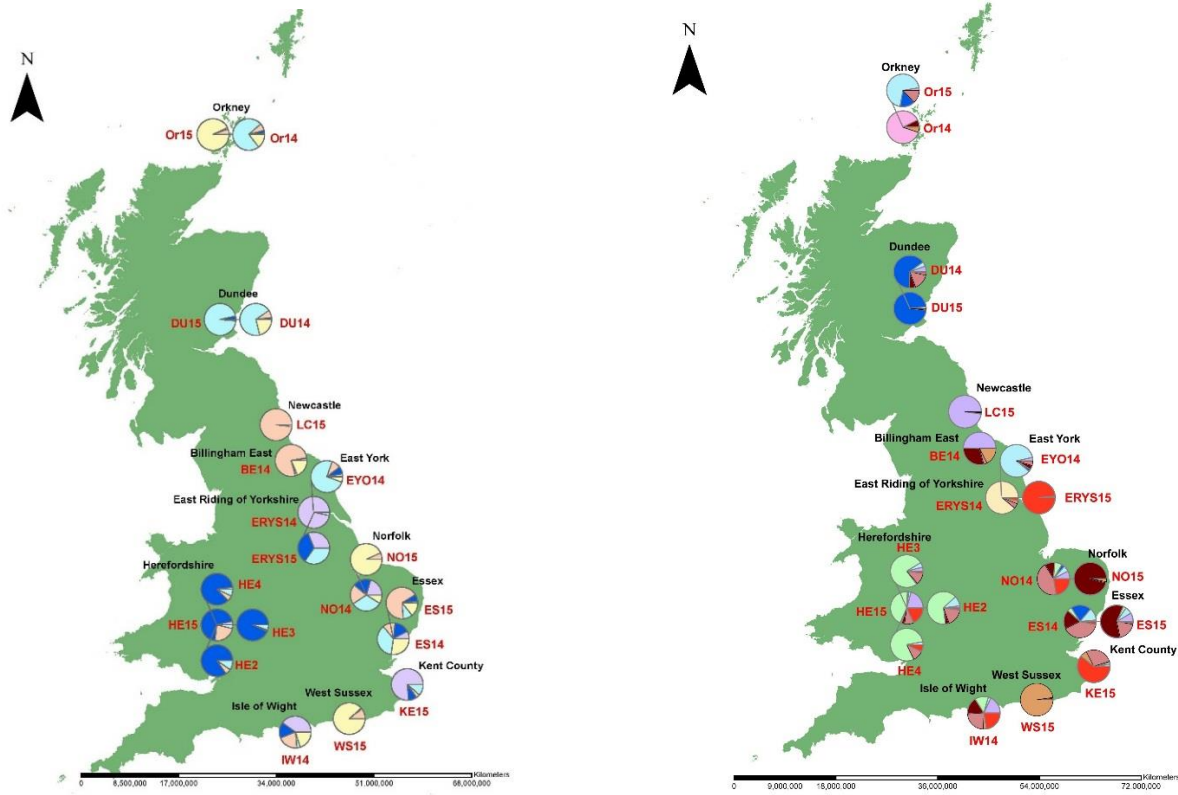 N
Orkney
Or15
Or14
Dundee
DU15
DU14
Newcastle
LC15
Billingham East
BE14
East York
EYO14
East Riding of Yorkshire
ERYS14
ERYS15
Norfolk
NO15
Herefordshire
HE4
NO14
Essex
ES15
HE15
HE3
ES14
HE2
Kent County
KE15
West Sussex
Isle of Wight
WS15
IW14
0 8,500,000 17,000,000 34,000,000 51,000,000 68,000,000
Kilometers
N
Orkney
Or15
Or14
Dundee
DU14
DU15
Newcastle
LC15
Billingham East
BE14
East York
EYO14
East Riding of Yorkshire
ERYS14
ERYS15
Herefordshire
HE3
Norfolk
NO14
NO15
HE15
HE2
Essex
ES14
ES15
HE4
Kent County
KE15
West Sussex
Isle of Wight
WS15
IW14
0 9,000,000 18,000,000 36,000,000 54,000,000 72,000,000
Kilometers